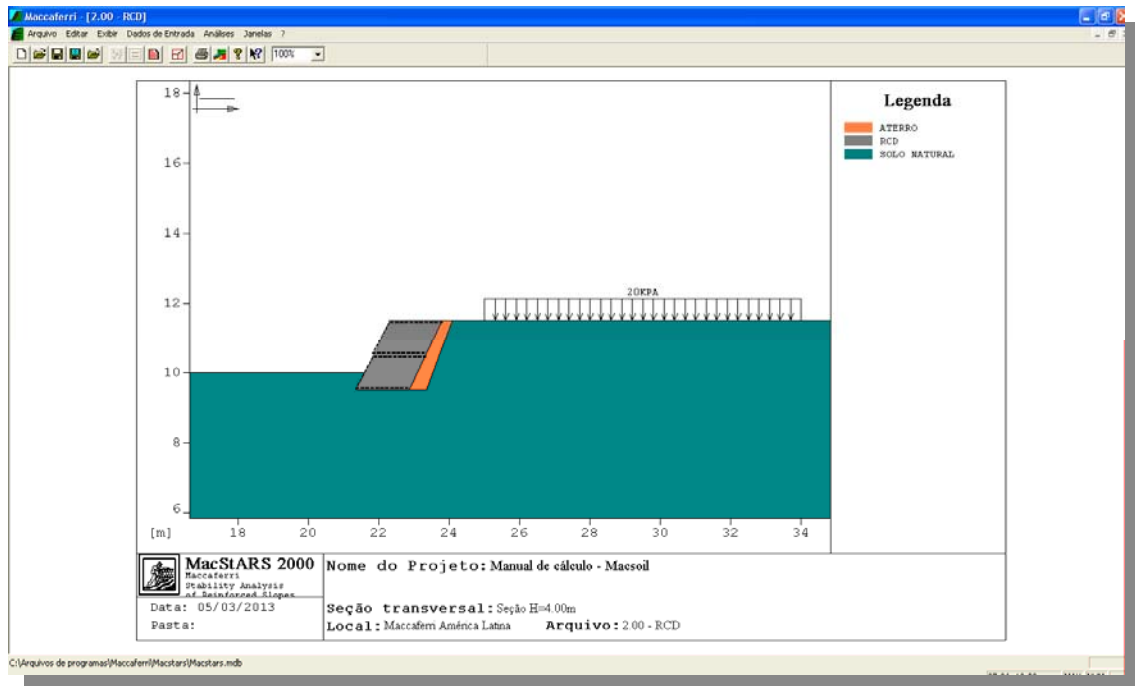 Maccaferri - [2.00 - RCD]
Arquivo Editar Exibir Dados de Entrada Análises Janelas ?
100%
18
16
14
12
10
8
6
[m] 18 20 22 24 26 28 30 32 34
20KPA
Legenda
ATERRO
RCD
SOLO NATURAL
MacStARS 2000
Maccaferri
Stability Analysis
of Reinforced Slopes
Data: 05/03/2013
Pasta:
Nome do Projeto: Manual de cálculo - Macsoil
Seção transversal: Seção H=4.00m
Local: Maccaferri América Latina Arquivo: 2.00 - RCD
C:\Arquivos de programas\Maccaferri\Macstars\Macstars.mdb